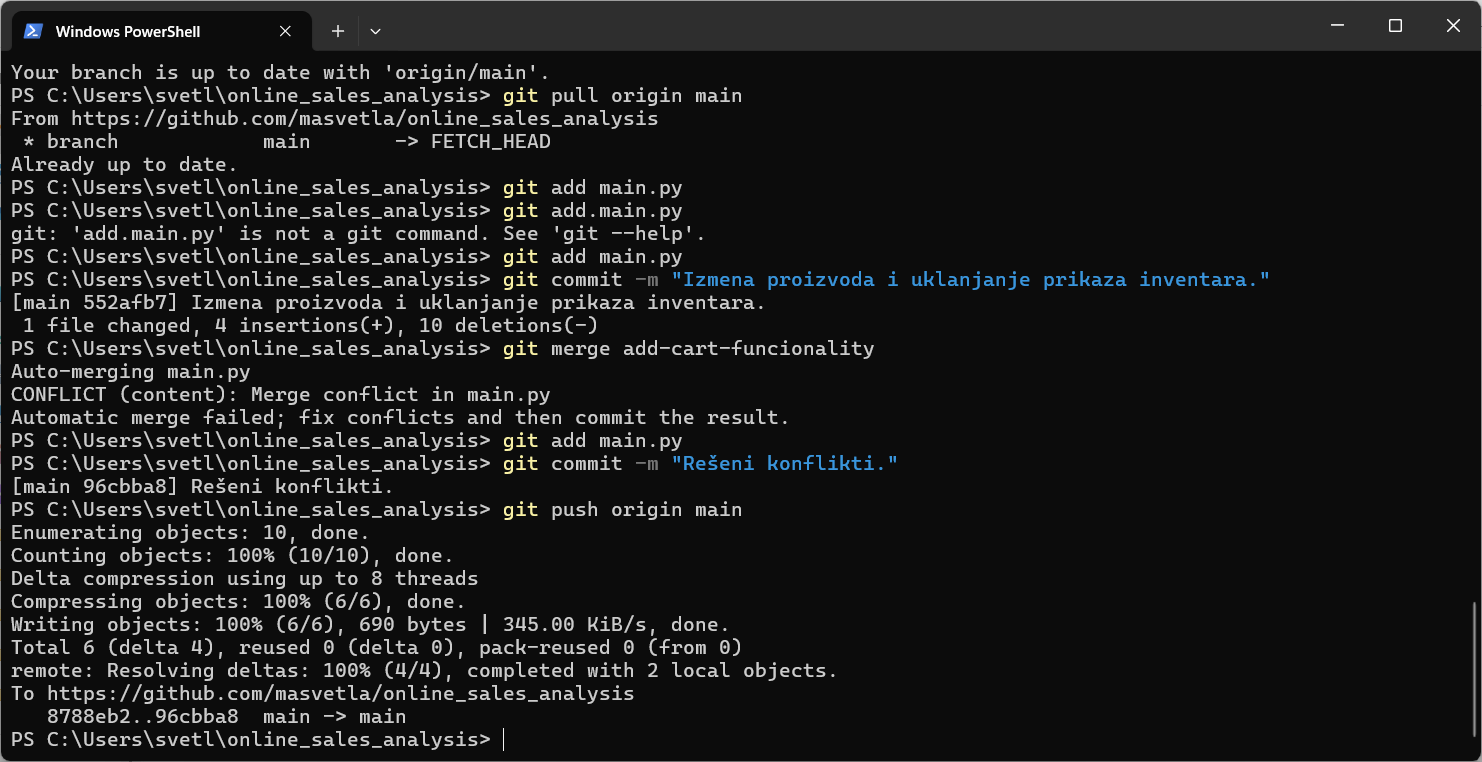 Windows PowerShell
Your branch is up to date with 'origin/main'.
PS C:\Users\svetl\online_sales_analysis> git pull origin main
From https://github.com/masvetla/online_sales_analysis
 * branch            main       -> FETCH_HEAD
Already up to date.
PS C:\Users\svetl\online_sales_analysis> git add main.py
PS C:\Users\svetl\online_sales_analysis> git add.main.py
git: 'add.main.py' is not a git command. See 'git --help'.
PS C:\Users\svetl\online_sales_analysis> git add main.py
PS C:\Users\svetl\online_sales_analysis> git commit -m "Izmena proizvoda i uklanjanje prikaza inventara."
[main 552afb7] Izmena proizvoda i uklanjanje prikaza inventara.
 1 file changed, 4 insertions(+), 10 deletions(-)
PS C:\Users\svetl\online_sales_analysis> git merge add-cart-funcionality
Auto-merging main.py
CONFLICT (content): Merge conflict in main.py
Automatic merge failed; fix conflicts and then commit the result.
PS C:\Users\svetl\online_sales_analysis> git add main.py
PS C:\Users\svetl\online_sales_analysis> git commit -m "Rešeni konflikti."
[main 96cbba8] Rešeni konflikti.
PS C:\Users\svetl\online_sales_analysis> git push origin main
Enumerating objects: 10, done.
Counting objects: 100% (10/10), done.
Delta compression using up to 8 threads
Compressing objects: 100% (6/6), done.
Writing objects: 100% (6/6), 690 bytes | 345.00 KiB/s, done.
Total 6 (delta 4), reused 0 (delta 0), pack-reused 0 (from 0)
remote: Resolving deltas: 100% (4/4), completed with 2 local objects.
To https://github.com/masvetla/online_sales_analysis
   8788eb2..96cbba8  main -> main
PS C:\Users\svetl\online_sales_analysis>